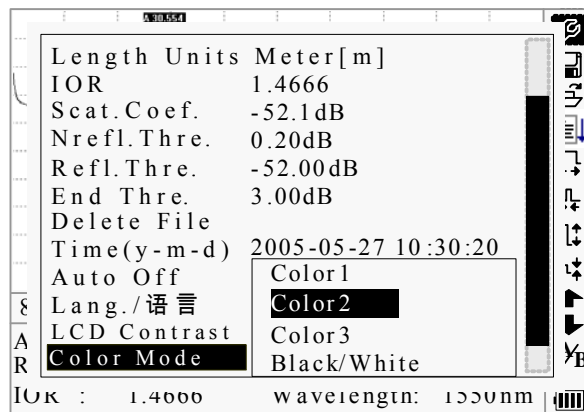 A 30.554
Length Units Meter[m]
IOR 1.4666
Scat.Coef. -52.1dB
Nrefl.Thre. 0.20dB
Refl.Thre. -52.00dB
End Thre. 3.00dB
Delete File
Time(y-m-d) 2005-05-27 10:30:20
Auto Off
Lang./语言
LCD Contrast
Color Mode
Color1
Color2
Color3
Black/White
A
R
IOR : 1.4666 Wavelength: 1550nm